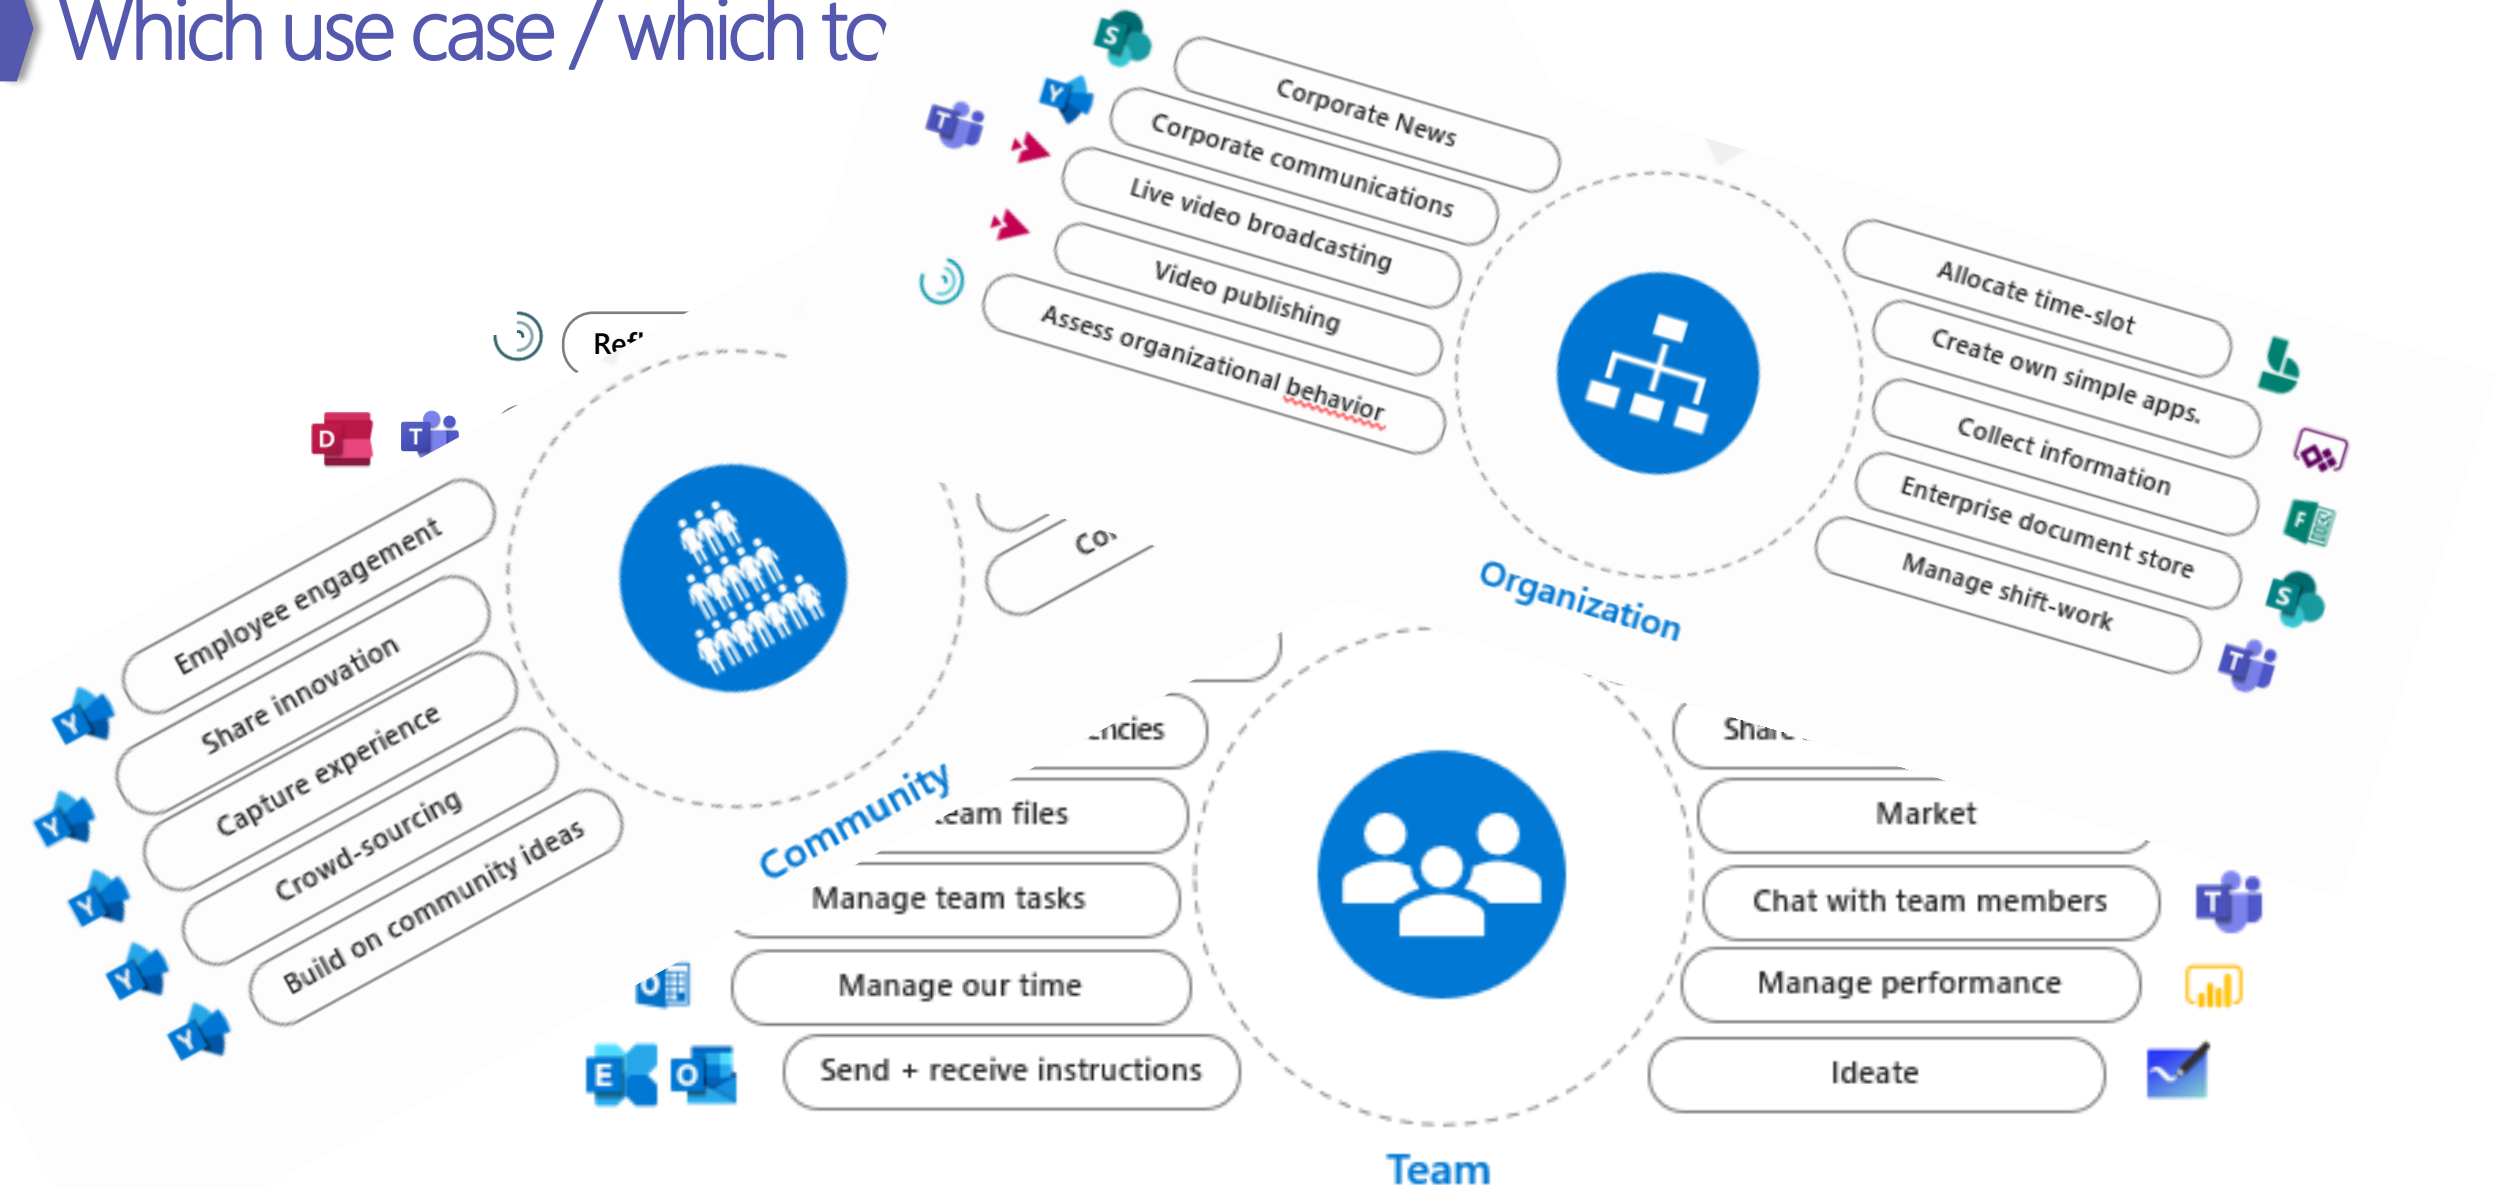 Which use case / which
Corporate News
Corporate communications
Live video broadcasting
Video publishing
Assess organizational behavior
Allocate time-slot
Create own simple apps.
Collect information
Enterprise document store
Manage shift-work
Organization
Employee engagement
Share innovation
Capture experience
Crowd-sourcing
Build on community ideas
Community
files
Manage team tasks
Manage our time
Send + receive instructions
Market
Chat with team members
Manage performance
Ideate
Team